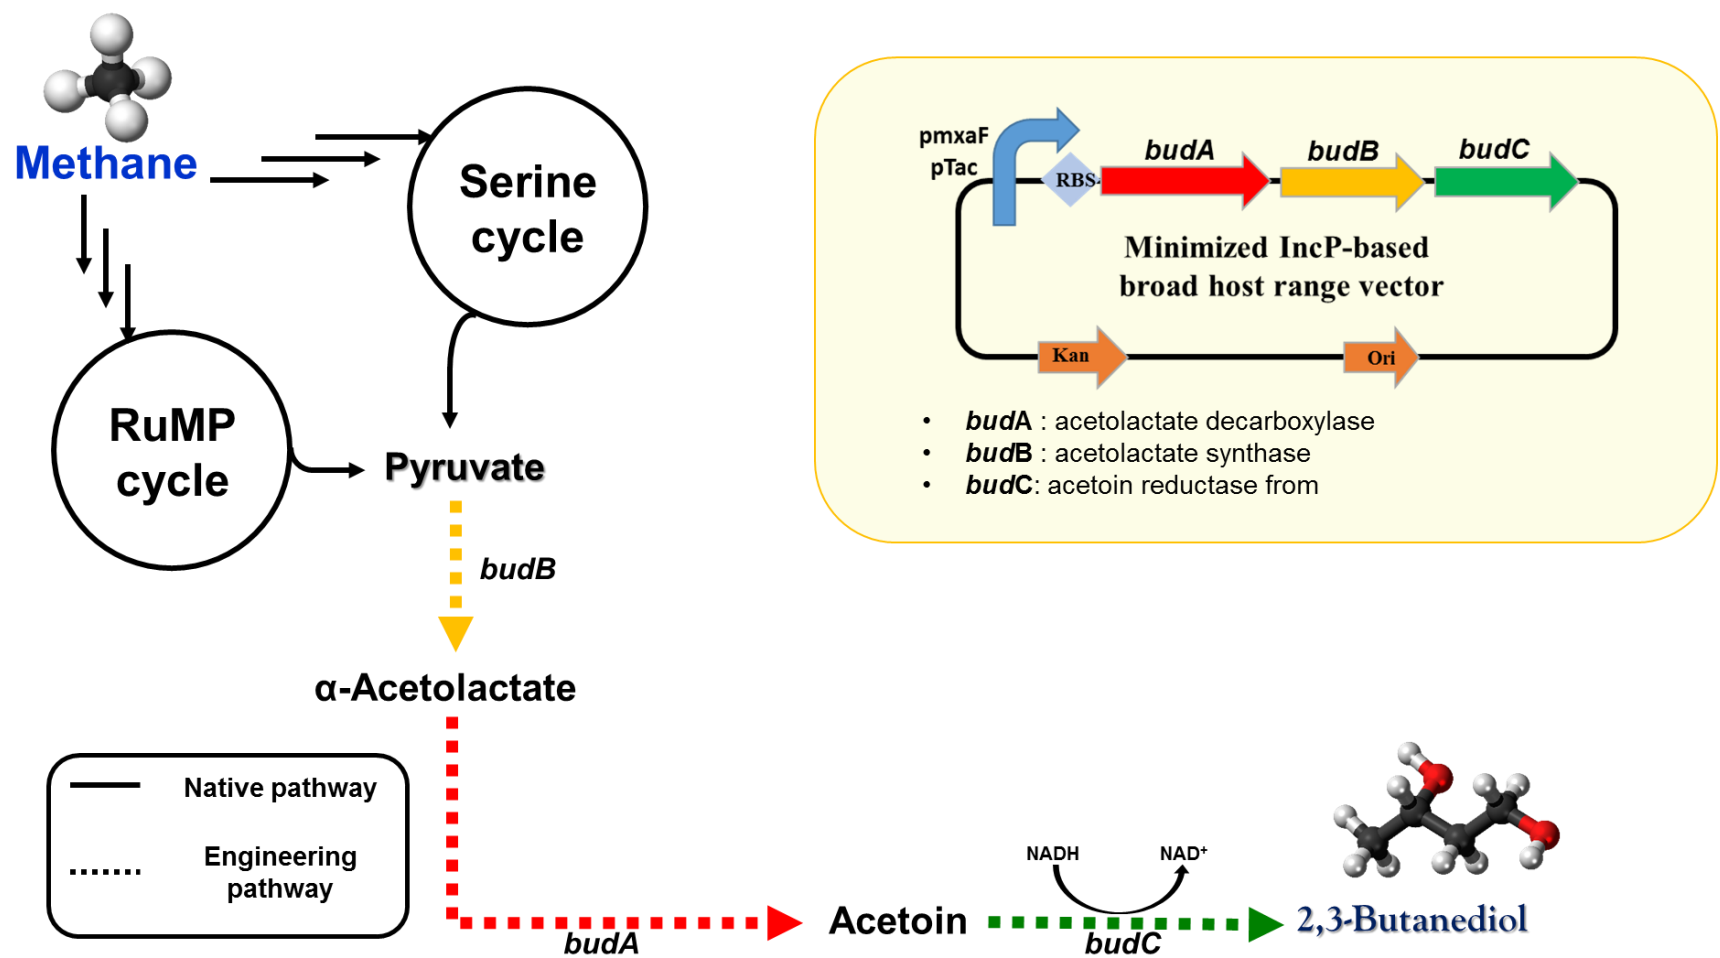 Methane
Serine
cycle
RuMP
cycle
Pyruvate
budB
α-Acetolactate
budA
Acetoin
NADH
NAD+
budC
2,3-Butanediol
Native pathway
Engineering
pathway
pmxaF
pTac
RBS
budA
budB
budC
Minimized IncP-based
broad host range vector
Kan
Ori
• budA : acetolactate decarboxylase
• budB : acetolactate synthase
• budC: acetoin reductase from